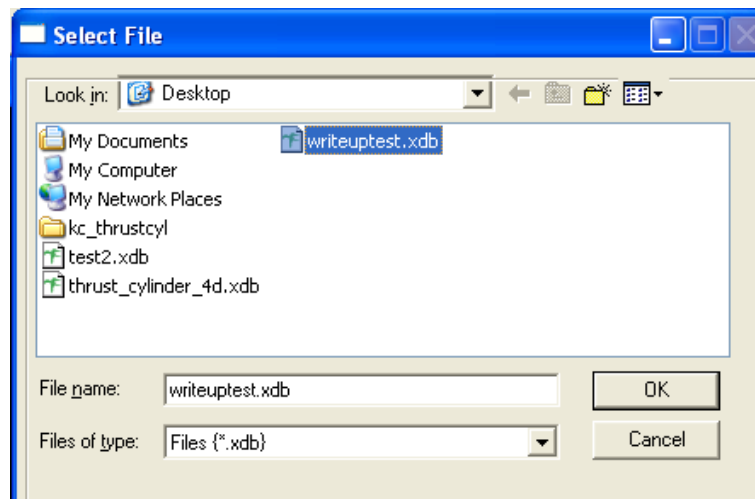 Select File
Look in: Desktop
My Documents writeuptest.xdb
My Computer
My Network Places
kc_thrustcyl
test2.xdb
thrust_cylinder_4d.xdb
File name: writeuptest.xdb OK
Files of type: Files {*.xdb} Cancel